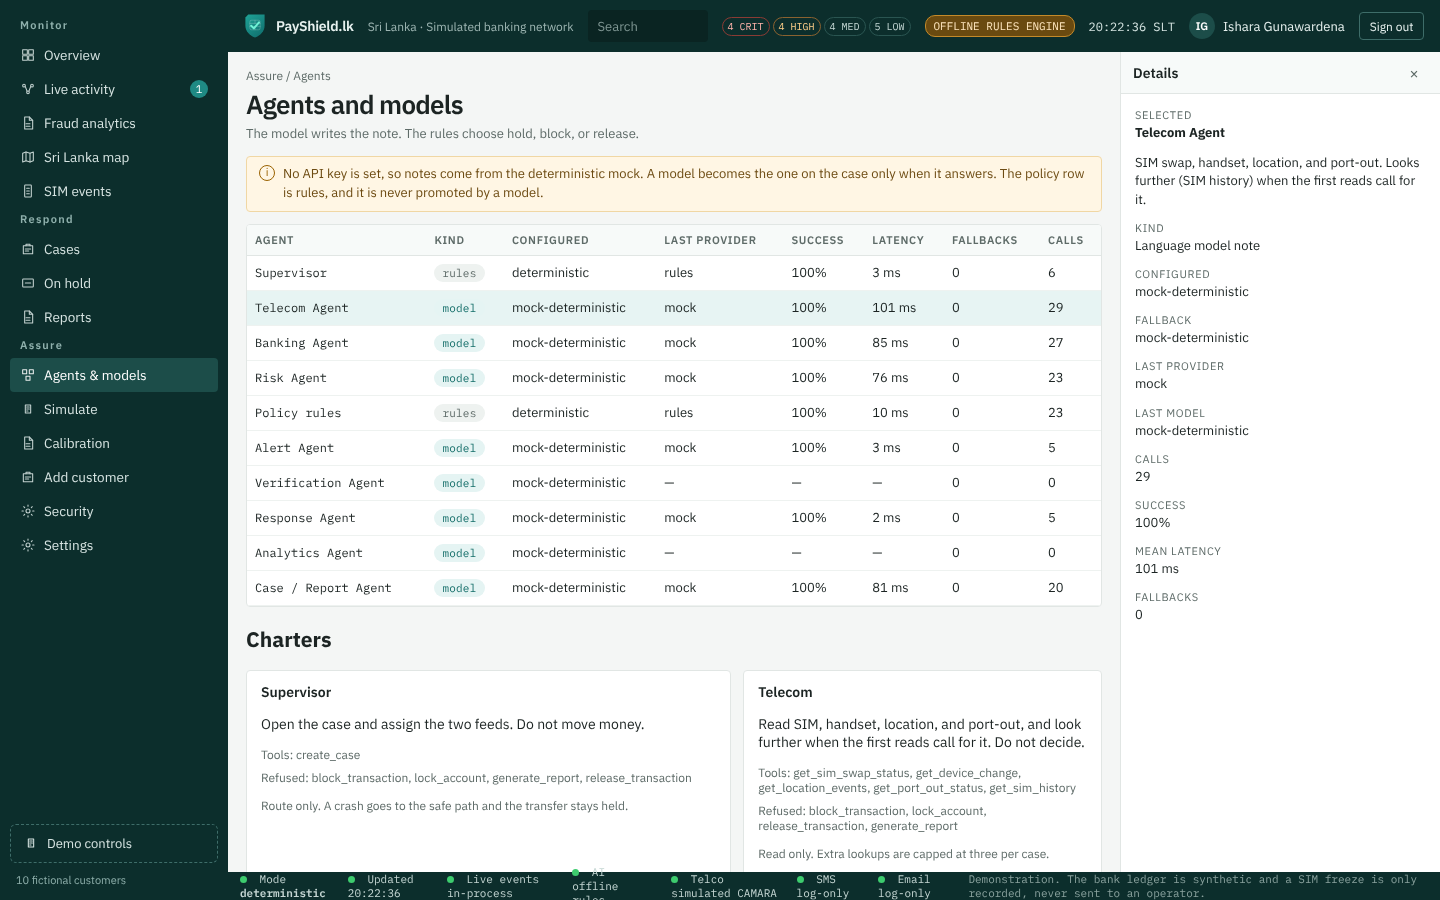 Monitor
Overview
Live activity 1
Fraud analytics
Sri Lanka map
SIM events
Respond
Cases
On hold
Reports
Assure
Agents & models
Simulate
Calibration
Add customer
Security
Settings
Demo controls
10 fictional customers
PayShield.lk Sri Lanka · Simulated banking network Search 4 CRIT 4 HIGH 4 MED 5 LOW OFFLINE RULES ENGINE 20:22:36 SLT IG Ishara Gunawardena Sign out
Assure / Agents
Agents and models
The model writes the note. The rules choose hold, block, or release.
No API key is set, so notes come from the deterministic mock. A model becomes the one on the case only when it answers. The policy row
is rules, and it is never promoted by a model.
AGENT KIND CONFIGURED LAST PROVIDER SUCCESS LATENCY FALLBACKS CALLS
Supervisor rules deterministic rules 100% 3 ms 0 6
Telecom Agent model mock-deterministic mock 100% 101 ms 0 29
Banking Agent model mock-deterministic mock 100% 85 ms 0 27
Risk Agent model mock-deterministic mock 100% 76 ms 0 23
Policy rules rules deterministic rules 100% 10 ms 0 23
Alert Agent model mock-deterministic mock 100% 3 ms 0 5
Verification Agent model mock-deterministic — — — 0 0
Response Agent model mock-deterministic mock 100% 2 ms 0 5
Analytics Agent model mock-deterministic — — — 0 0
Case / Report Agent model mock-deterministic mock 100% 81 ms 0 20
Charters
Supervisor
Open the case and assign the two feeds. Do not move money.
Tools: create_case
Refused: block_transaction, lock_account, generate_report, release_transaction
Route only. A crash goes to the safe path and the transfer stays held.
Telecom
Read SIM, handset, location, and port-out, and look
further when the first reads call for it. Do not decide.
Tools: get_sim_swap_status, get_device_change,
get_location_events, get_port_out_status, get_sim_history
Refused: block_transaction, lock_account,
release_transaction, generate_report
Read only. Extra lookups are capped at three per case.
Details ×
SELECTED
Telecom Agent
SIM swap, handset, location, and port-out. Looks
further (SIM history) when the first reads call for
it.
KIND
Language model note
CONFIGURED
mock-deterministic
FALLBACK
mock-deterministic
LAST PROVIDER
mock
LAST MODEL
mock-deterministic
CALLS
29
SUCCESS
100%
MEAN LATENCY
101 ms
FALLBACKS
0
Mode
deterministic
Updated
20:22:36
Live events
in-process
AI
offline
rules
Telco
simulated CAMARA
SMS
log-only
Email
log-only
Demonstration. The bank ledger is synthetic and a SIM freeze is only
recorded, never sent to an operator.